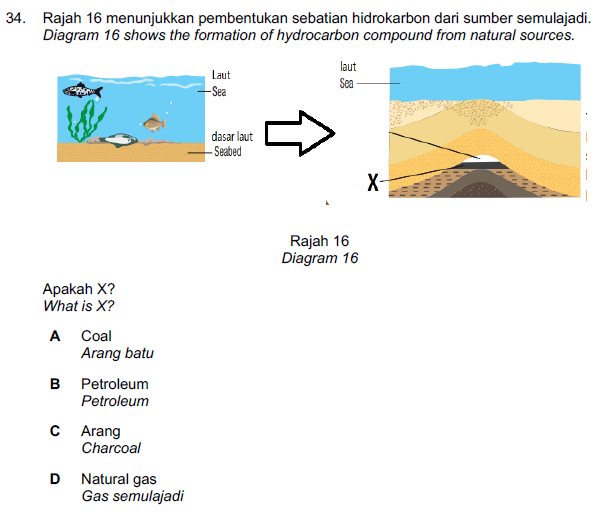 34. Rajah 16 menunjukkan pembentukan sebatian hidrokarbon dari sumber semulajadi.
Diagram 16 shows the formation of hydrocarbon compound from natural sources.
Laut
Sea
dasar laut
Seabed
laut
Sea
X
Rajah 16
Diagram 16
Apakah X?
What is X?
A Coal
Arang batu
B Petroleum
Petroleum
C Arang
Charcoal
D Natural gas
Gas semulajadi